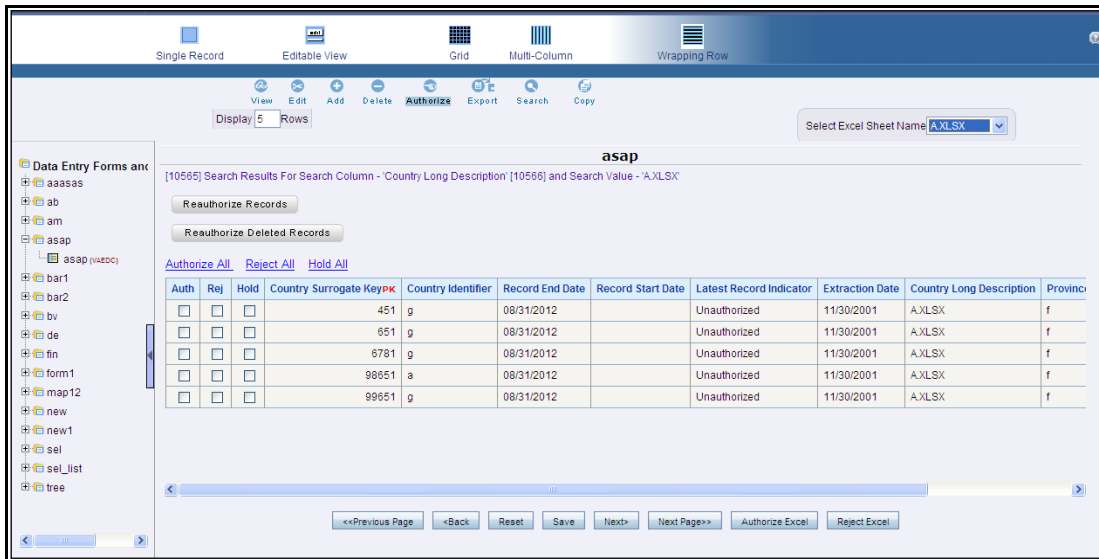 Single Record Editable View Grid Multi-Column Wrapping Row
View Edit Add Delete Authorize Export Search Copy
Display 5 Rows
Select Excel Sheet Name A.XLSX
asap
Data Entry Forms and
aaasas
ab
am
asap
asap (VAEDC)
bar1
bar2
bv
de
fin
form1
map12
new
new1
sel
sel_list
tree
[10565] Search Results For Search Column - 'Country Long Description' [10566] and Search Value - 'A.XLSX'
Reauthorize Records
Reauthorize Deleted Records
Authorize All Reject All Hold All
Auth Rej Hold Country Surrogate KeyPK Country Identifier Record End Date Record Start Date Latest Record Indicator Extraction Date Country Long Description Province
451 g 08/31/2012 Unauthorized 11/30/2001 A.XLSX f
651 g 08/31/2012 Unauthorized 11/30/2001 A.XLSX f
6781 g 08/31/2012 Unauthorized 11/30/2001 A.XLSX f
98651 a 08/31/2012 Unauthorized 11/30/2001 A.XLSX f
99651 g 08/31/2012 Unauthorized 11/30/2001 A.XLSX f
<<Previous Page <Back Reset Save Next> Next Page>> Authorize Excel Reject Excel